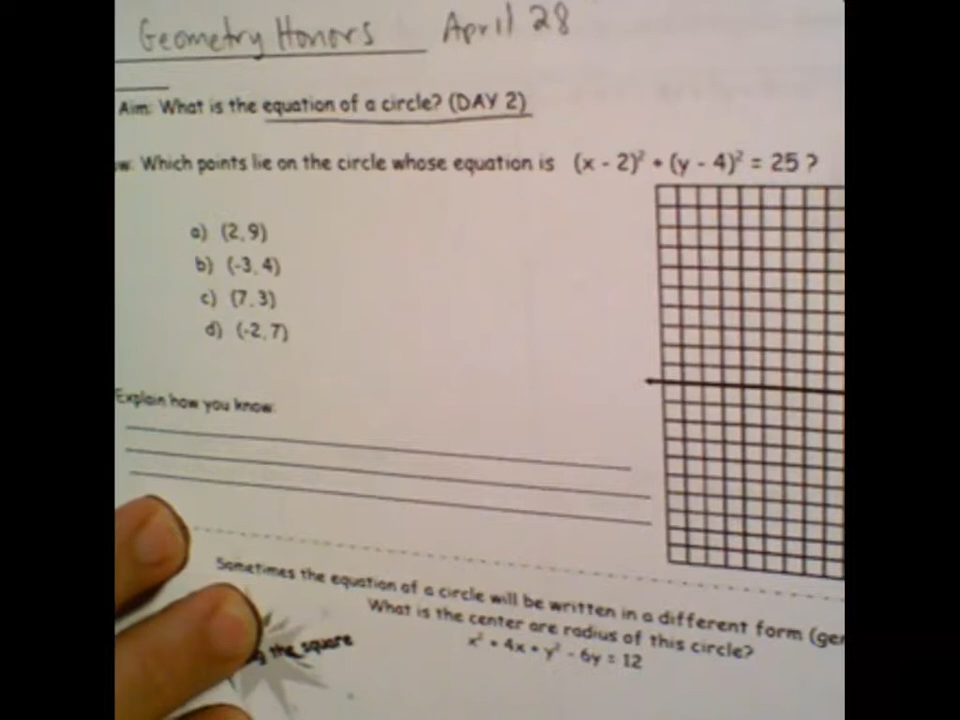 Geometry Honors April 28
Aim: What is the equation of a circle? (DAY 2)
Which points lie on the circle whose equation is (x - 2)² + (y - 4)² = 25 ?
a) (2, 9)
b) (-3, 4)
c) (7, 3)
d) (-2, 7)
Explain how you know:
Sometimes the equation of a circle will be written in a different form
What is the center are radius of this circle?
x² + 4x + y² - 6y = 12
the square